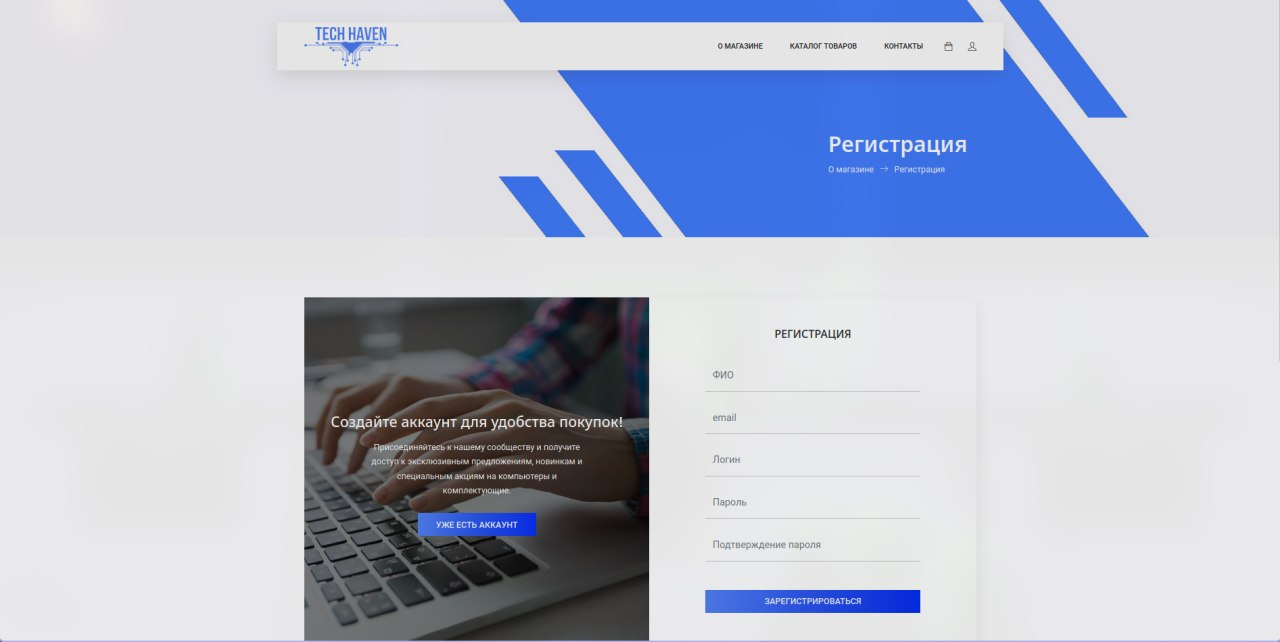 TECH HAVEN
О МАГАЗИНЕ
КАТАЛОГ ТОВАРОВ
КОНТАКТЫ
Регистрация
О магазине → Регистрация
Создайте аккаунт для удобства покупок!
Присоединяйтесь к нашему сообществу и получите
доступ к эксклюзивным предложениям, новинкам и
специальным акциям на компьютеры и
комплектующие.
УЖЕ ЕСТЬ АККАУНТ
РЕГИСТРАЦИЯ
ФИО
email
Логин
Пароль
Подтверждение пароля
ЗАРЕГИСТРИРОВАТЬСЯ